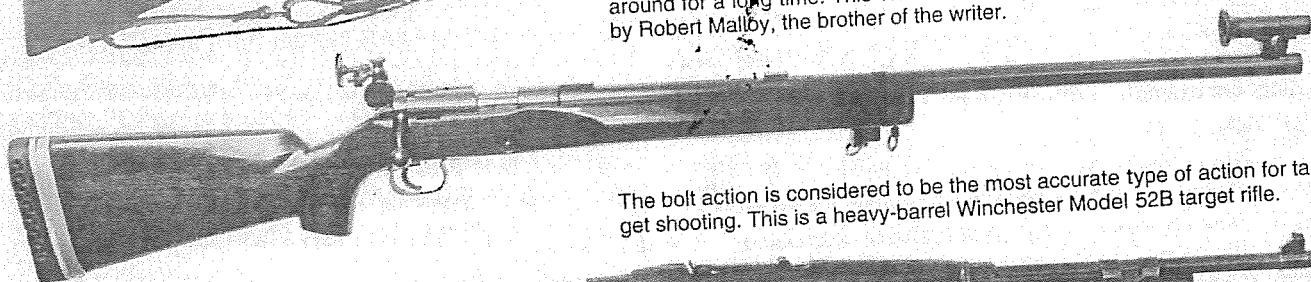 around for a long time. This
by Robert Malloy, the brother of the writer.
The bolt action is considered to be the most accurate type of action for ta
get shooting. This is a heavy-barrel Winchester Model 52B target rifle.